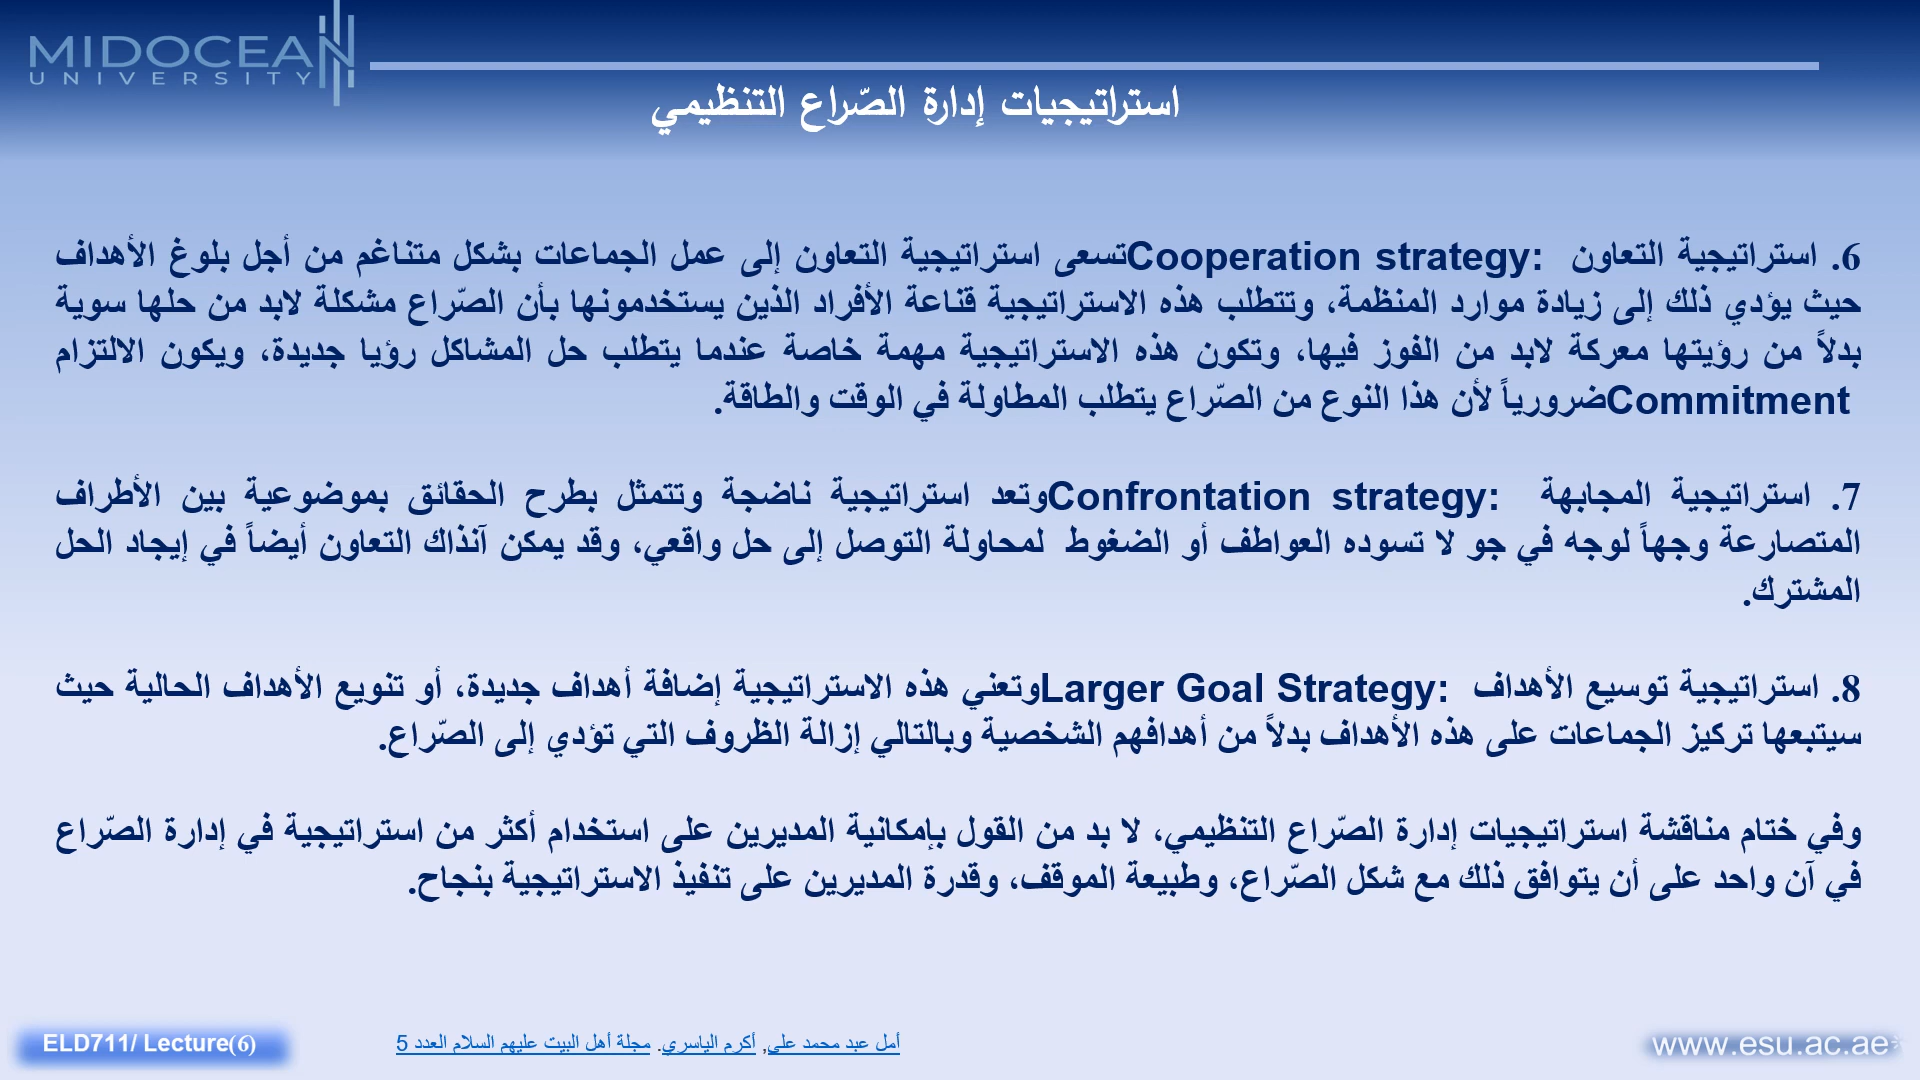 MIDOCEAN
UNIVERSITY
استراتيجيات إدارة الصّراع التنظيمي
6. استراتيجية التعاون Cooperation strategy: تسعى استراتيجية التعاون إلى عمل الجماعات بشكل متناغم من أجل بلوغ الأهداف
حيث يؤدي ذلك إلى زيادة موارد المنظمة، وتتطلب هذه الاستراتيجية قناعة الأفراد الذين يستخدمونها بأن الصّراع مشكلة لابد من حلها سوية
بدلاً من رؤيتها معركة لابد من الفوز فيها، وتكون هذه الاستراتيجية مهمة خاصة عندما يتطلب حل المشاكل رؤيا جديدة، ويكون الالتزام
Commitment ضرورياً لأن هذا النوع من الصّراع يتطلب المطاولة في الوقت والطاقة.
7. استراتيجية المجابهة Confrontation strategy: وتعد استراتيجية ناضجة وتتمثل بطرح الحقائق بموضوعية بين الأطراف
المتصارعة وجهاً لوجه في جو لا تسوده العواطف أو الضغوط لمحاولة التوصل إلى حل واقعي، وقد يمكن آنذاك التعاون أيضاً في إيجاد الحل
المشترك.
8. استراتيجية توسيع الأهداف Larger Goal Strategy: وتعني هذه الاستراتيجية إضافة أهداف جديدة، أو تنويع الأهداف الحالية حيث
سيتبعها تركيز الجماعات على هذه الأهداف بدلاً من أهدافهم الشخصية وبالتالي إزالة الظروف التي تؤدي إلى الصّراع.
وفي ختام مناقشة استراتيجيات إدارة الصّراع التنظيمي، لا بد من القول بإمكانية المديرين على استخدام أكثر من استراتيجية في إدارة الصّراع
في آن واحد على أن يتوافق ذلك مع شكل الصّراع، وطبيعة الموقف، وقدرة المديرين على تنفيذ الاستراتيجية بنجاح.
ELD711/ Lecture(6)
أمل عبد محمد علي, أكرم الياسري. مجلة أهل البيت عليهم السلام العدد 5
www.esu.ac.ae